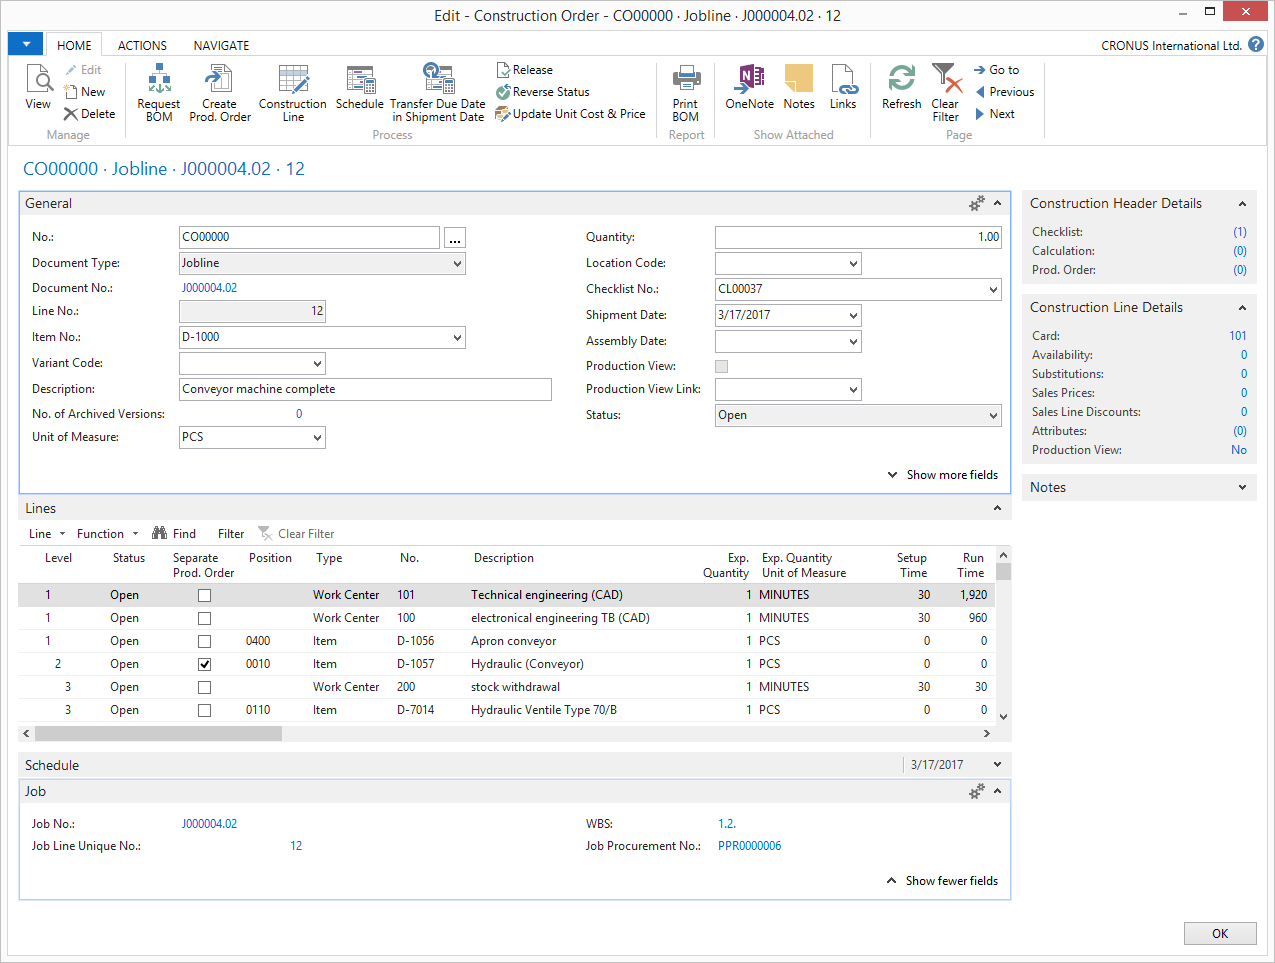 Edit - Construction Order - CO00000 · Jobline · J000004.02 · 12
HOME ACTIONS NAVIGATE
CRONUS International Ltd.
View
Edit
New
Delete
Manage
Request BOM
Create Prod. Order
Construction Line
Schedule
Transfer Due Date in Shipment Date
Release
Reverse Status
Update Unit Cost & Price
Process
Print BOM
Report
OneNote
Notes
Links
Show Attached
Refresh
Clear Filter
Go to
Previous
Next
Page
CO00000 · Jobline · J000004.02 · 12
General
No.: CO00000 ...
Document Type: Jobline
Document No.: J000004.02
Line No.: 12
Item No.: D-1000
Variant Code:
Description: Conveyor machine complete
No. of Archived Versions: 0
Unit of Measure: PCS
Quantity: 1.00
Location Code:
Checklist No.: CL00037
Shipment Date: 3/17/2017
Assembly Date:
Production View:
Production View Link:
Status: Open
Show more fields
Lines
Line Function Find Filter Clear Filter
Level Status Separate Prod. Order Position Type No. Description Exp. Quantity Exp. Quantity Unit of Measure Setup Time Run Time
1 Open Work Center 101 Technical engineering (CAD) 1 MINUTES 30 1,920
1 Open Work Center 100 electronical engineering TB (CAD) 1 MINUTES 30 960
1 Open 0400 Item D-1056 Apron conveyor 1 PCS 0 0
2 Open 0010 Item D-1057 Hydraulic (Conveyor) 1 PCS 0 0
3 Open Work Center 200 stock withdrawal 1 MINUTES 30 30
3 Open 0110 Item D-7014 Hydraulic Ventile Type 70/B 1 PCS 0 0
Schedule 3/17/2017
Job
Job No.: J000004.02
Job Line Unique No.: 12
WBS: 1.2.
Job Procurement No.: PPR0000006
Show fewer fields
Construction Header Details
Checklist: (1)
Calculation: (0)
Prod. Order: (0)
Construction Line Details
Card: 101
Availability: 0
Substitutions: 0
Sales Prices: 0
Sales Line Discounts: 0
Attributes: (0)
Production View: No
Notes
OK